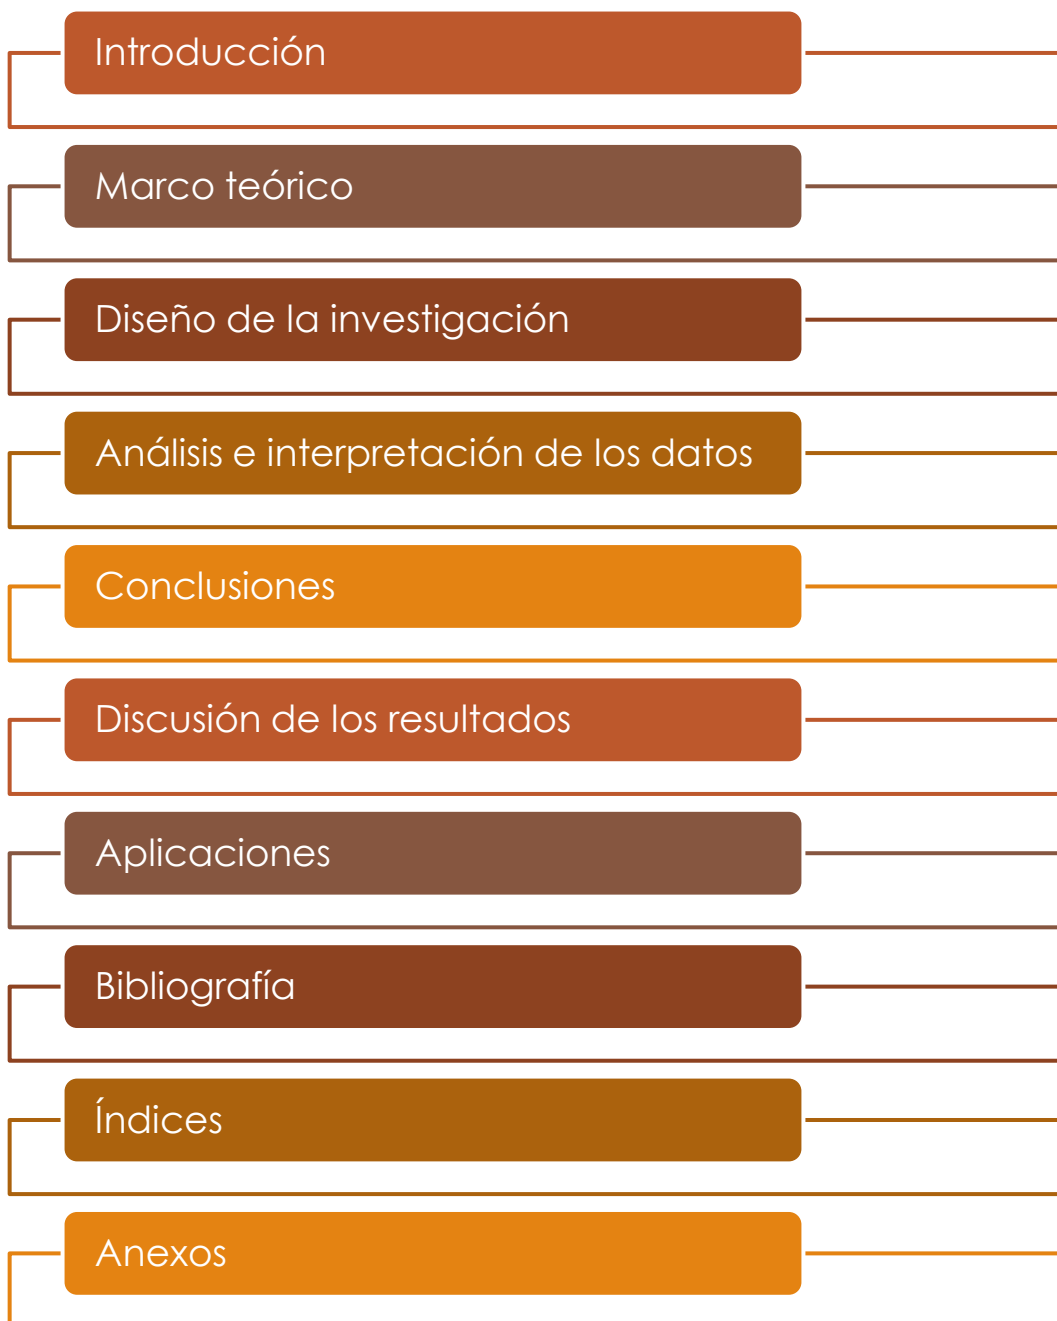 Introducción
Marco teórico
Diseño de la investigación
Análisis e interpretación de los datos
Conclusiones
Discusión de los resultados
Aplicaciones
Bibliografía
Índices
Anexos